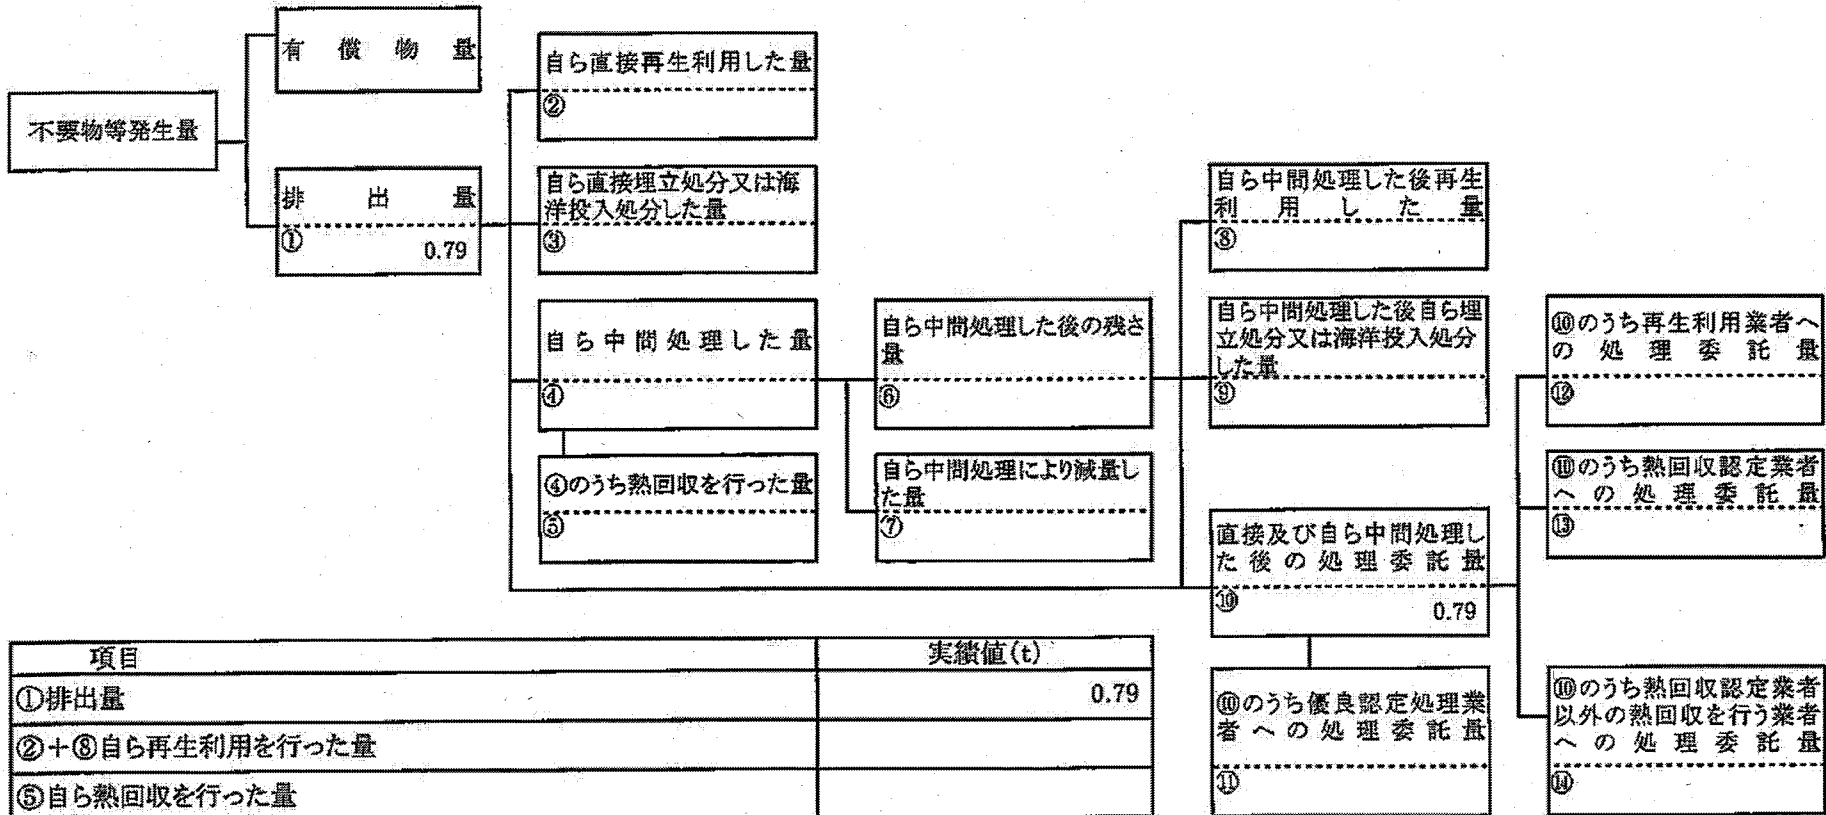 不要物等発生量
有償物量
排出量
①
0.79
自ら直接再生利用した量
②
自ら直接埋立処分又は海
洋投入処分した量
③
自ら中間処理した量
④
④のうち熱回収を行った量
⑤
自ら中間処理した後の残さ
量
⑥
自ら中間処理により減量し
た量
⑦
自ら中間処理した後再生
利用した量
⑧
自ら中間処理した後自ら埋
立処分又は海洋投入処分
した量
⑨
直接及び自ら中間処理し
た後の処理委託量
⑩
0.79
⑩のうち優良認定処理業
者への処理委託量
⑪
⑩のうち再生利用業者へ
の処理委託量
⑫
⑩のうち熱回収認定業者
への処理委託量
⑬
⑩のうち熱回収認定業者
以外の熱回収を行う業者
への処理委託量
⑭
項目 実績値(t)
①排出量 0.79
②+⑧自ら再生利用を行った量
⑤自ら熱回収を行った量